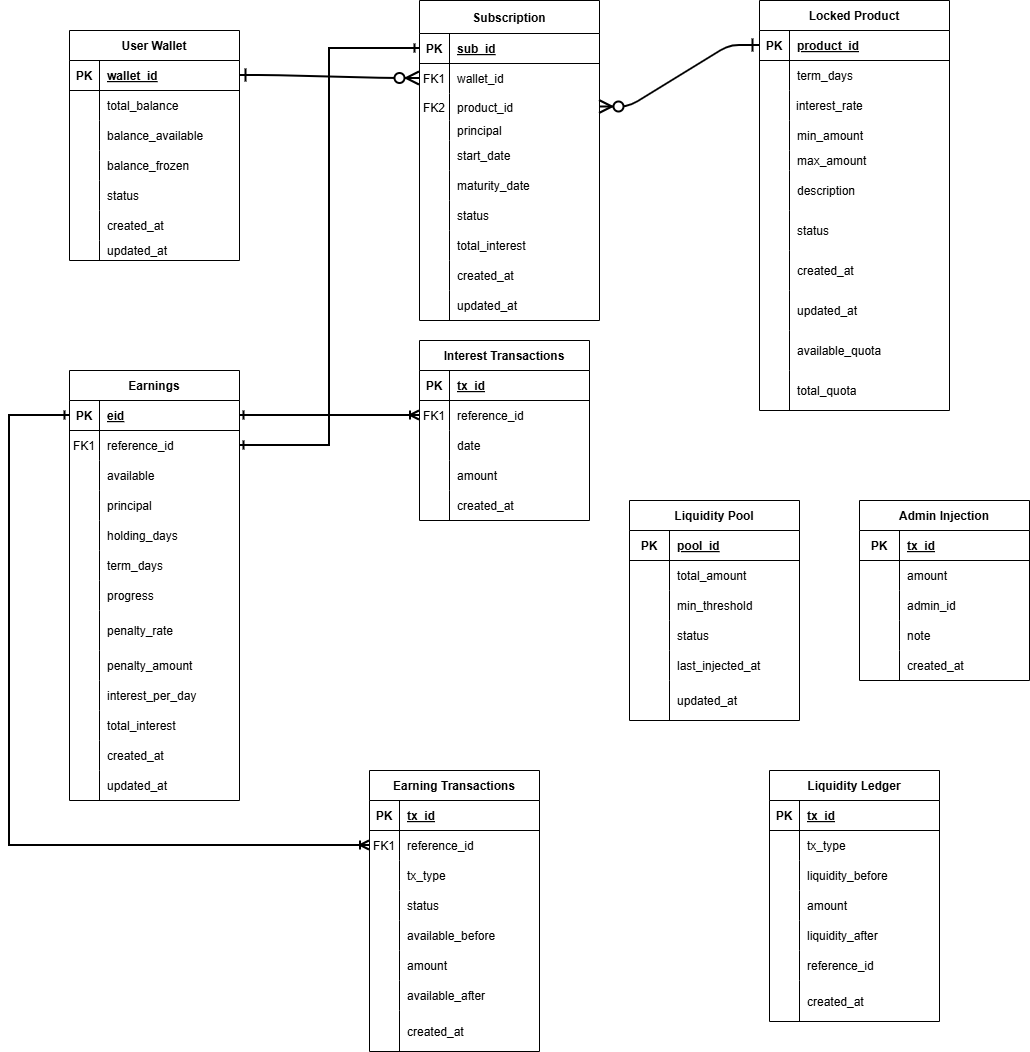 User Wallet
PK wallet_id
total_balance
balance_available
balance_frozen
status
created_at
updated_at
Subscription
PK sub_id
FK1 wallet_id
FK2 product_id
principal
start_date
maturity_date
status
total_interest
created_at
updated_at
Locked Product
PK product_id
term_days
interest_rate
min_amount
max_amount
description
status
created_at
updated_at
available_quota
total_quota
Earnings
PK eid
FK1 reference_id
available
principal
holding_days
term_days
progress
penalty_rate
penalty_amount
interest_per_day
total_interest
created_at
updated_at
Interest Transactions
PK tx_id
FK1 reference_id
date
amount
created_at
Liquidity Pool
PK pool_id
total_amount
min_threshold
status
last_injected_at
updated_at
Admin Injection
PK tx_id
amount
admin_id
note
created_at
Earning Transactions
PK tx_id
FK1 reference_id
tx_type
status
available_before
amount
available_after
created_at
Liquidity Ledger
PK tx_id
tx_type
liquidity_before
amount
liquidity_after
reference_id
created_at